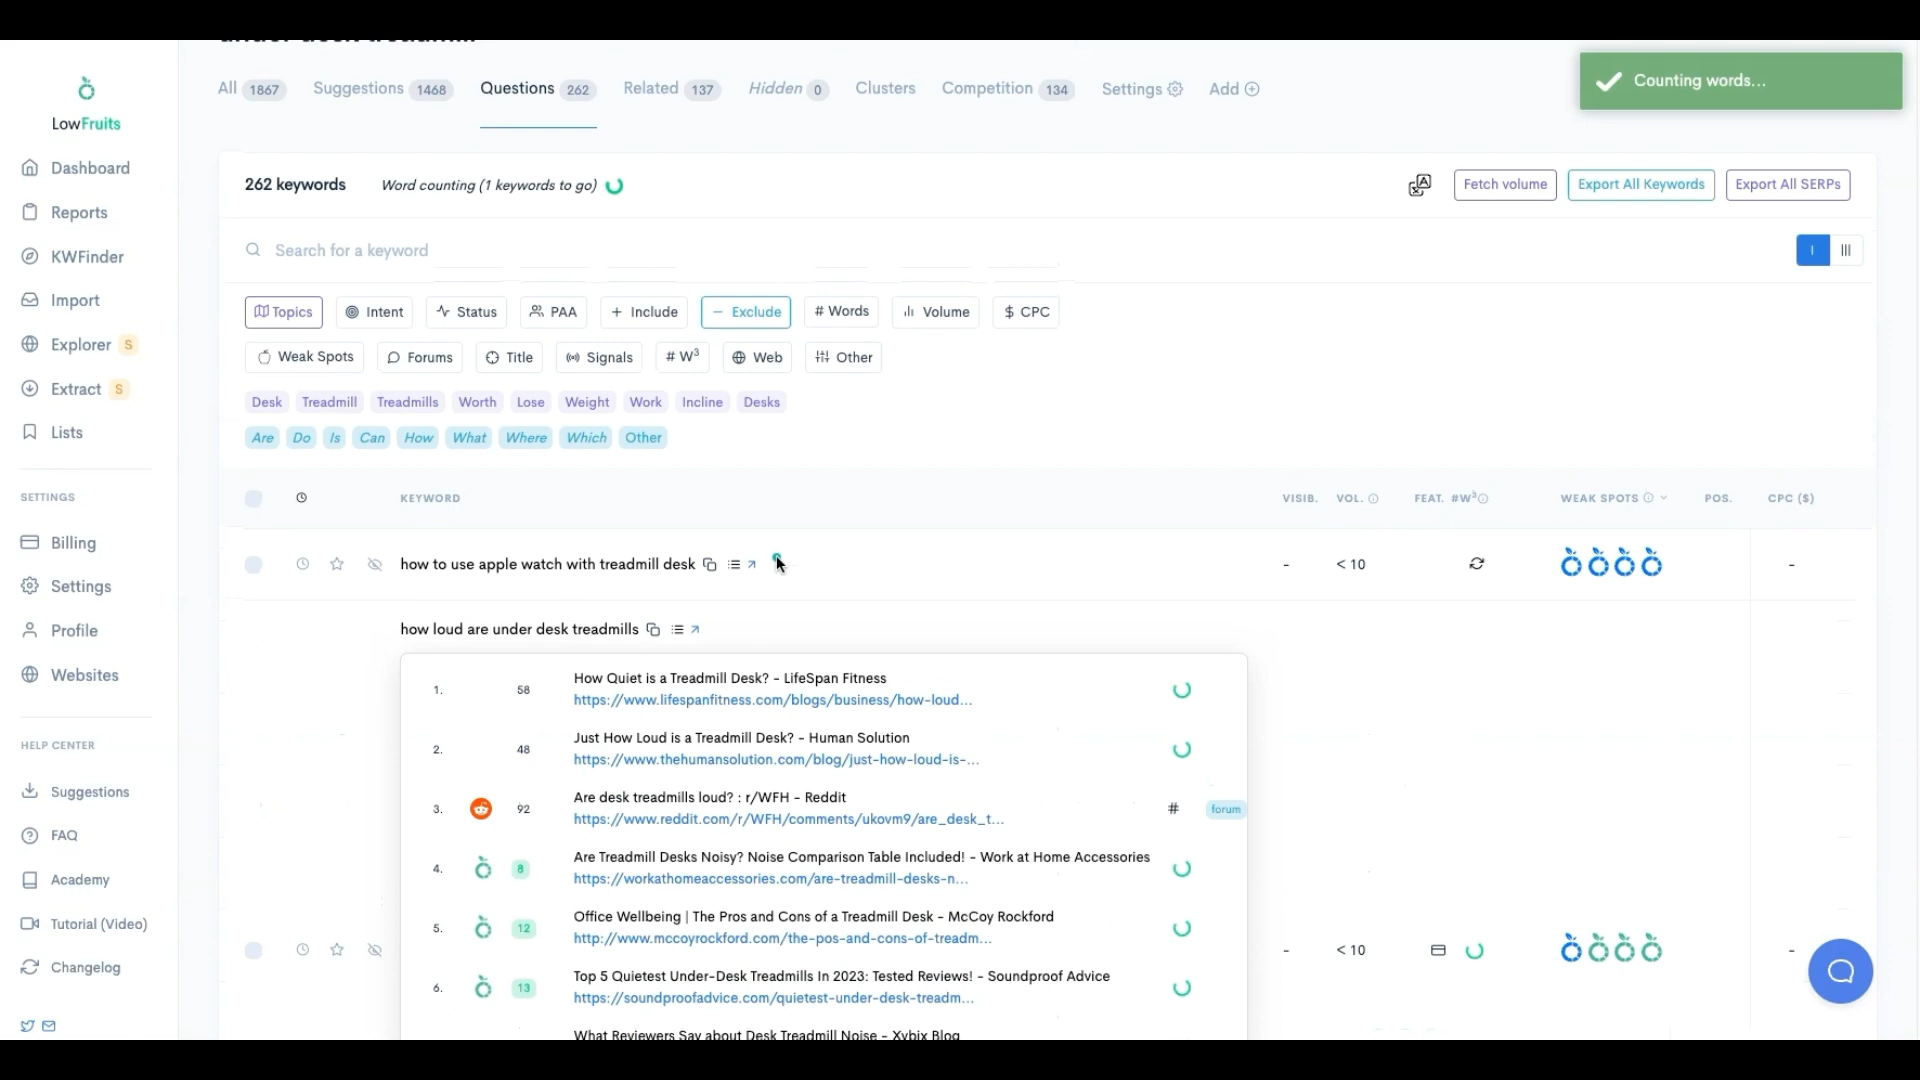 under desk treadmill
All 1867 Suggestions 1468 Questions 262 Related 137 Hidden 0 Clusters Competition 134 Settings Add
Counting words...
LowFruits
Dashboard
Reports
KWFinder
Import
Explorer S
Extract S
Lists
SETTINGS
Billing
Settings
Profile
Websites
HELP CENTER
Suggestions
FAQ
Academy
Tutorial (Video)
Changelog
262 keywords Word counting (1 keywords to go) Fetch volume Export All Keywords Export All SERPs
Search for a keyword
Topics Intent Status PAA + Include − Exclude # Words Volume $ CPC
Weak Spots Forums Title Signals # W³ Web Other
Desk Treadmill Treadmills Worth Lose Weight Work Incline Desks
Are Do Is Can How What Where Which Other
KEYWORD VISIB. VOL. FEAT. #W³ WEAK SPOTS POS. CPC ($)
how to use apple watch with treadmill desk - < 10 -
how loud are under desk treadmills
1. 58 How Quiet is a Treadmill Desk? - LifeSpan Fitness
https://www.lifespanfitness.com/blogs/business/how-loud...
2. 48 Just How Loud is a Treadmill Desk? - Human Solution
https://www.thehumansolution.com/blog/just-how-loud-is-...
3. 92 Are desk treadmills loud? : r/WFH - Reddit # forum
https://www.reddit.com/r/WFH/comments/ukovm9/are_desk_t...
4. 8 Are Treadmill Desks Noisy? Noise Comparison Table Included! - Work at Home Accessories
https://workathomeaccessories.com/are-treadmill-desks-n...
5. 12 Office Wellbeing | The Pros and Cons of a Treadmill Desk - McCoy Rockford
http://www.mccoyrockford.com/the-pos-and-cons-of-treadm...
- < 10 -
6. 13 Top 5 Quietest Under-Desk Treadmills In 2023: Tested Reviews! - Soundproof Advice
https://soundproofadvice.com/quietest-under-desk-treadm...
What Reviewers Say about Desk Treadmill Noise - Xybix Blog